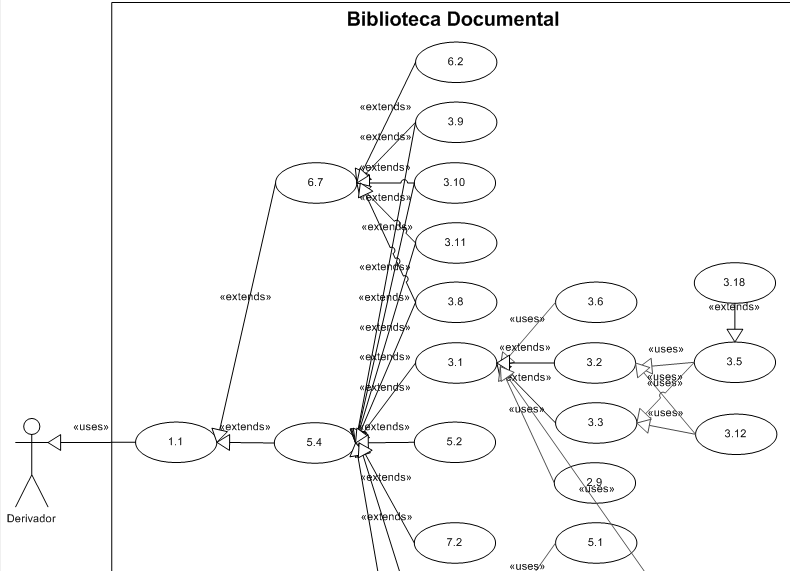 Biblioteca Documental
6.2
«extends»
3.9
«extends»
«extends»
6.7
3.10
«extends»
«extends»
3.11
«extends»
3.18
«extends»
«extends»
3.8
3.6
«extends»
«uses»
«extends»
«extends»
«uses»
«extends»
3.1
3.2
3.5
«extends»
«uses»
«uses»
«extends»
«uses»
«uses»
3.3
3.12
«uses»
«extends»
«extends»
1.1
5.4
5.2
«extends»
2.9
«uses»
Derivador
«extends»
7.2
5.1
«uses»